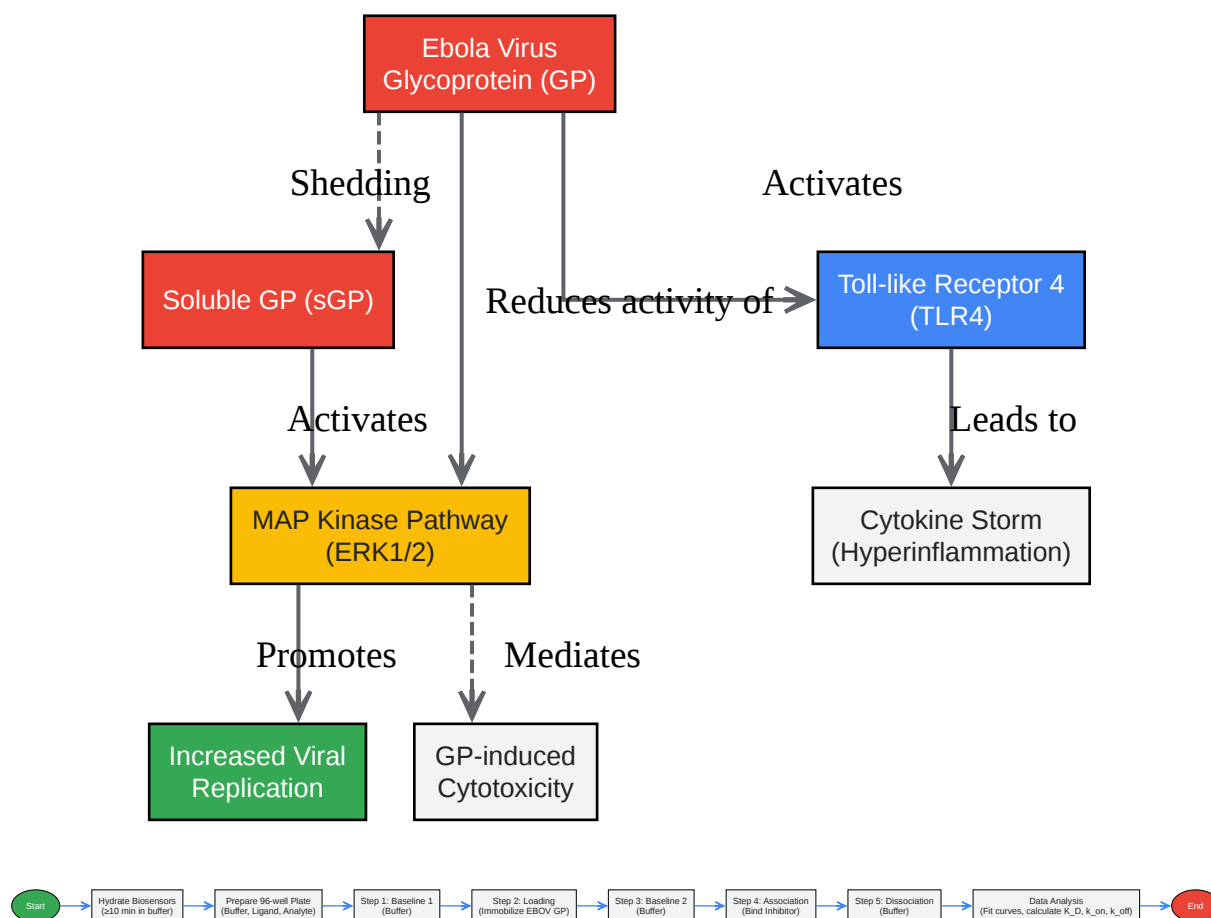 Ebola Virus
Glycoprotein (GP)
Shedding
Activates
Soluble GP (sGP)
Reduces activity of
Toll-like Receptor 4
(TLR4)
Activates
Leads to
MAP Kinase Pathway
(ERK1/2)
Cytokine Storm
(Hyperinflammation)
Promotes
Mediates
Increased Viral
Replication
GP-induced
Cytotoxicity
Start
Hydrate Biosensors
(≥10 min in buffer)
Prepare 96-well Plate
(Buffer, Ligand, Analyte)
Step 1: Baseline 1
(Buffer)
Step 2: Loading
(Immobilize EBOV GP)
Step 3: Baseline 2
(Buffer)
Step 4: Association
(Bind Inhibitor)
Step 5: Dissociation
(Buffer)
Data Analysis
(Fit curves, calculate K_D, k_on, k_off)
End